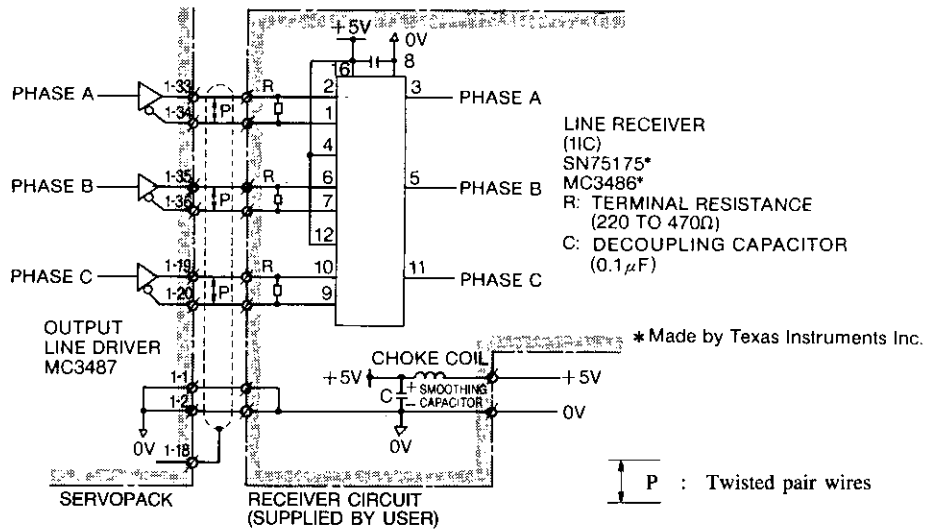 +5V
0V
16
8
PHASE A
1-33
1-34
P
R
2
1
3
PHASE A
4
PHASE B
1-35
1-36
P
R
6
7
5
PHASE B
12
PHASE C
1-19
1-20
P
R
10
9
11
PHASE C
LINE RECEIVER
(1IC)
SN75175*
MC3486*
R: TERMINAL RESISTANCE
(220 TO 470Ω)
C: DECOUPLING CAPACITOR
(0.1μF)
* Made by Texas Instruments Inc.
OUTPUT
LINE DRIVER
MC3487
1-1
1-2
0V
1-18
CHOKE COIL
+5V
C
+ SMOOTHING
− CAPACITOR
0V
+5V
0V
SERVOPACK
RECEIVER CIRCUIT
(SUPPLIED BY USER)
P : Twisted pair wires